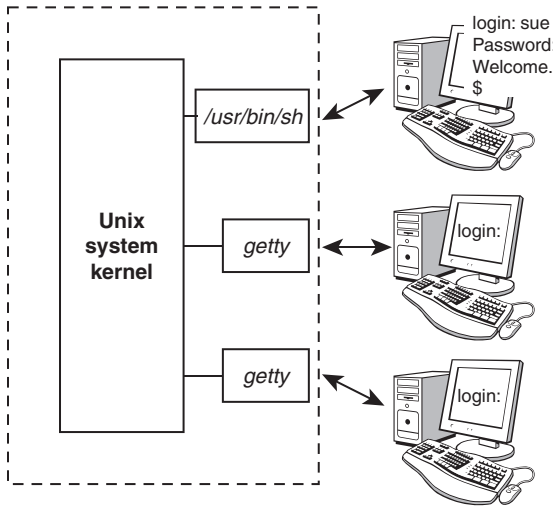 login: sue
Password:
Welcome.
$
/usr/bin/sh
Unix
system
kernel
getty
login:
getty
login: